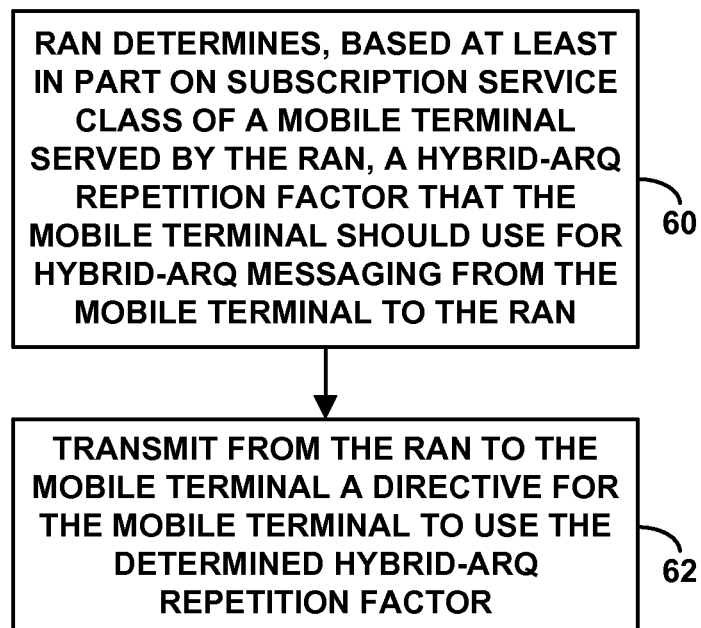 RAN DETERMINES, BASED AT LEAST
IN PART ON SUBSCRIPTION SERVICE
CLASS OF A MOBILE TERMINAL
SERVED BY THE RAN, A HYBRID-ARQ
REPETITION FACTOR THAT THE
MOBILE TERMINAL SHOULD USE FOR
HYBRID-ARQ MESSAGING FROM THE
MOBILE TERMINAL TO THE RAN
60
TRANSMIT FROM THE RAN TO THE
MOBILE TERMINAL A DIRECTIVE FOR
THE MOBILE TERMINAL TO USE THE
DETERMINED HYBRID-ARQ
REPETITION FACTOR
62